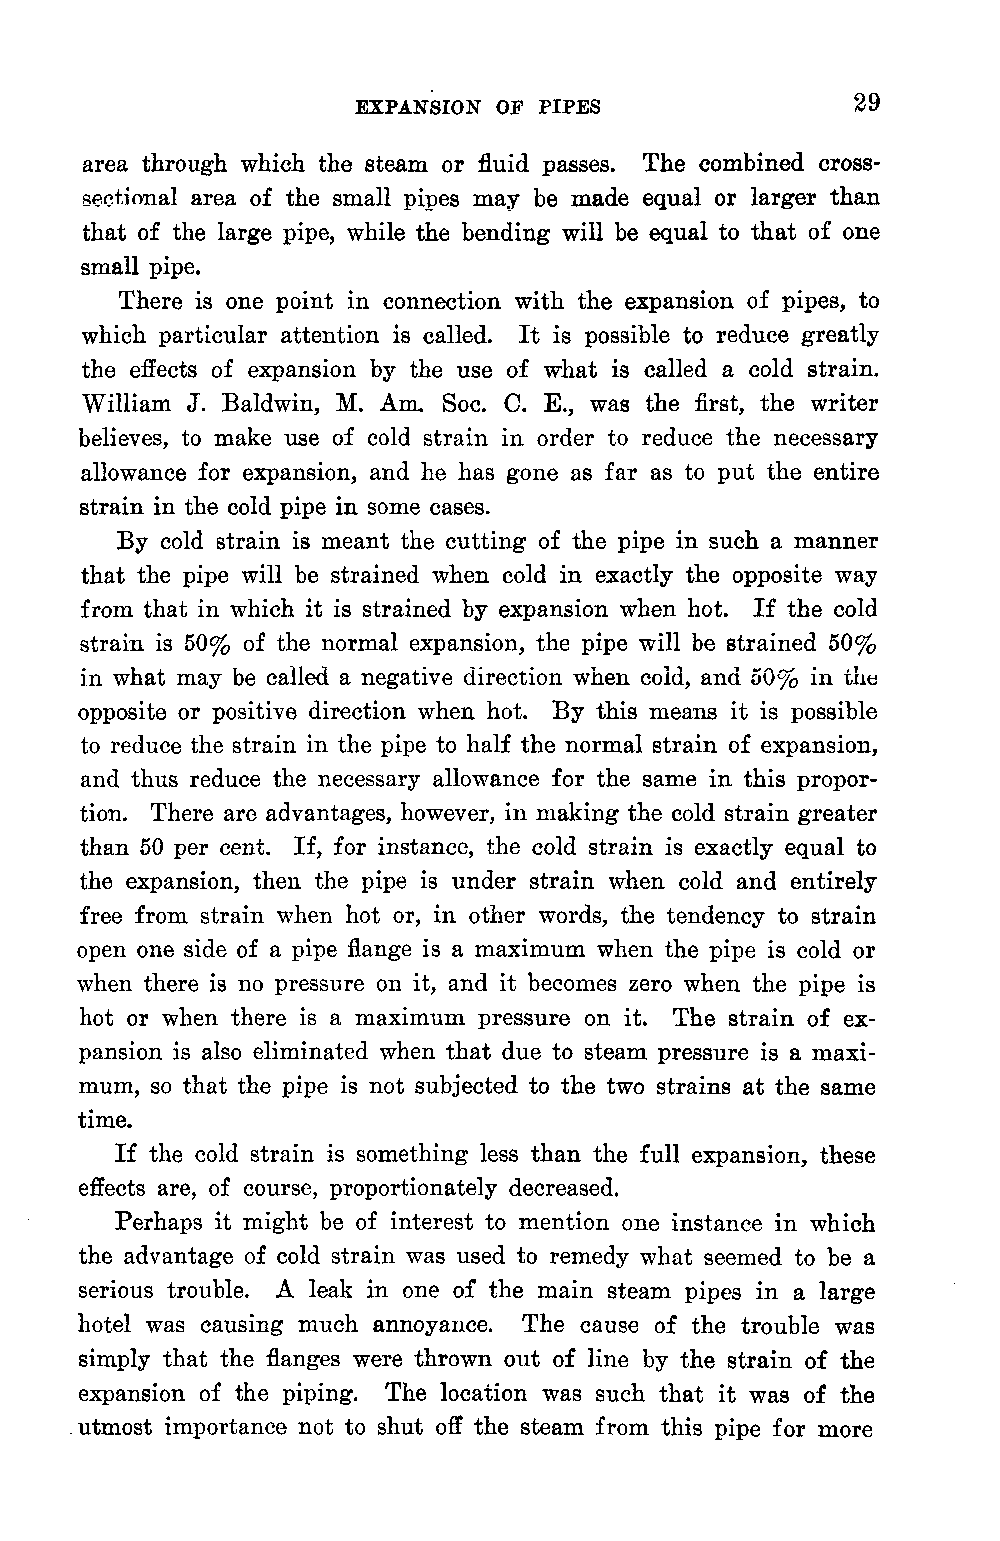 EXPANSION OF PIPES 29
area through which the steam or fluid passes. The combined cross-
sectional area of the small pipes may be made equal or larger than
that of the large pipe, while the bending will be equal to that of one
small pipe.
There is one point in connection with the expansion of pipes, to
which particular attention is called. It is possible to reduce greatly
the effects of expansion by the use of what is called a cold strain.
William J. Baldwin, M. Am. Soc. C. E., was the first, the writer
believes, to make use of cold strain in order to reduce the necessary
allowance for expansion, and he has gone as far as to put the entire
strain in the cold pipe in some cases.
By cold strain is meant the cutting of the pipe in such a manner
that the pipe will be strained when cold in exactly the opposite way
from that in which it is strained by expansion when hot. If the cold
strain is 50% of the normal expansion, the pipe will be strained 50%
in what may be called a negative direction when cold, and 50% in the
opposite or positive direction when hot. By this means it is possible
to reduce the strain in the pipe to half the normal strain of expansion,
and thus reduce the necessary allowance for the same in this propor-
tion. There are advantages, however, in making the cold strain greater
than 50 per cent. If, for instance, the cold strain is exactly equal to
the expansion, then the pipe is under strain when cold and entirely
free from strain when hot or, in other words, the tendency to strain
open one side of a pipe flange is a maximum when the pipe is cold or
when there is no pressure on it, and it becomes zero when the pipe is
hot or when there is a maximum pressure on it. The strain of ex-
pansion is also eliminated when that due to steam pressure is a maxi-
mum, so that the pipe is not subjected to the two strains at the same
time.
If the cold strain is something less than the full expansion, these
effects are, of course, proportionately decreased.
Perhaps it might be of interest to mention one instance in which
the advantage of cold strain was used to remedy what seemed to be a
serious trouble. A leak in one of the main steam pipes in a large
hotel was causing much annoyance. The cause of the trouble was
simply that the flanges were thrown out of line by the strain of the
expansion of the piping. The location was such that it was of the
utmost importance not to shut off the steam from this pipe for more